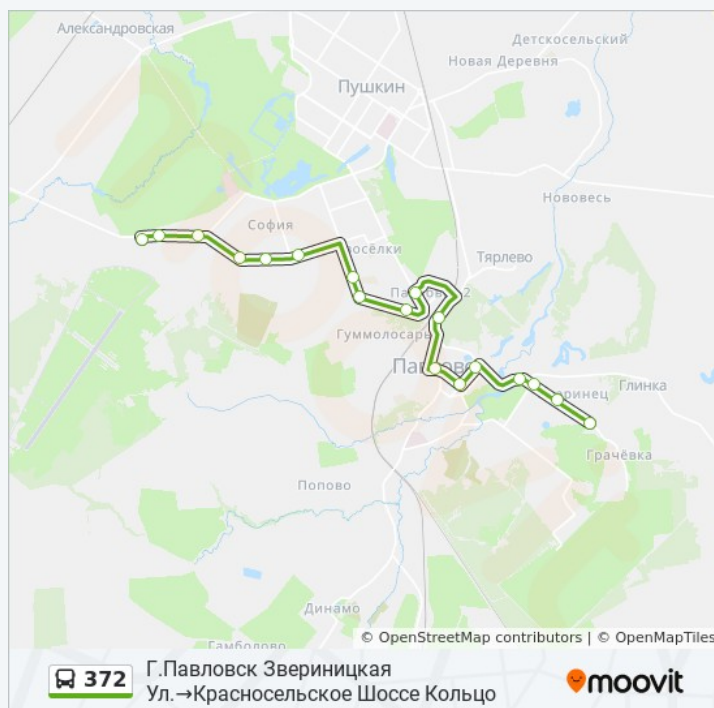 Александровская
Детскосельский
Новая Деревня
Пушкин
Нововесь
София
Тярлево
Гуммолосары
Глинка
Грачёвка
Попово
Динамо
Гамболово
© OpenStreetMap contributors | © OpenMapTiles
372
Г.Павловск Звериницкая
Ул.→Красносельское Шоссе Кольцо
moovit